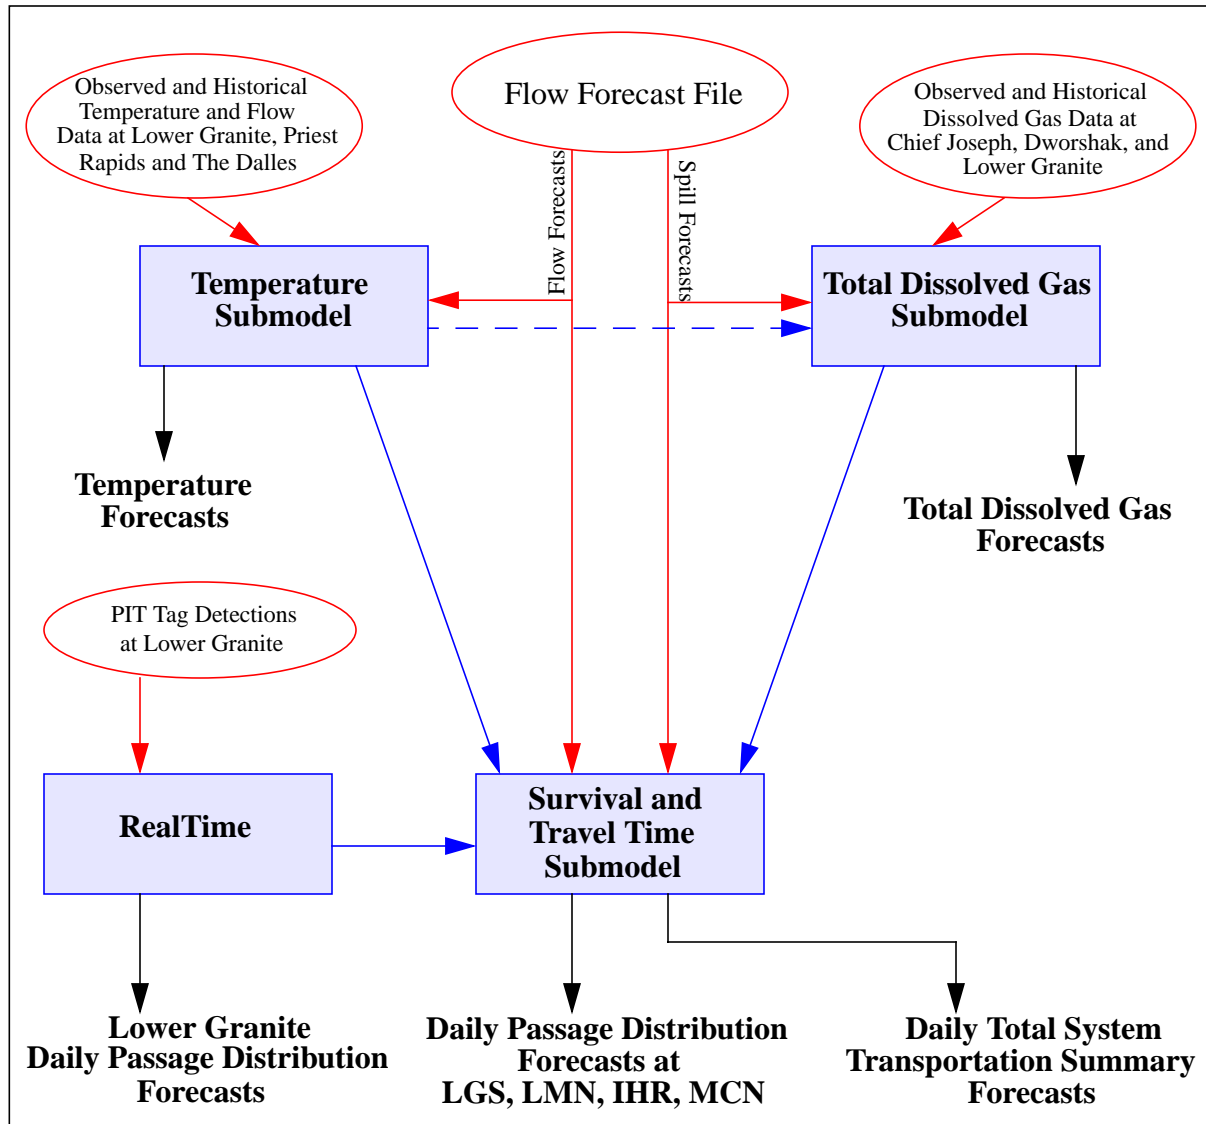 Observed and Historical
Temperature and Flow
Data at Lower Granite, Priest
Rapids and The Dalles
Flow Forecast File
Observed and Historical
Dissolved Gas Data at
Chief Joseph, Dworshak, and
Lower Granite
Flow Forecasts
Spill Forecasts
Temperature
Submodel
Total Dissolved Gas
Submodel
Temperature
Forecasts
Total Dissolved Gas
Forecasts
PIT Tag Detections
at Lower Granite
RealTime
Survival and
Travel Time
Submodel
Lower Granite
Daily Passage Distribution
Forecasts
Daily Passage Distribution
Forecasts at
LGS, LMN, IHR, MCN
Daily Total System
Transportation Summary
Forecasts